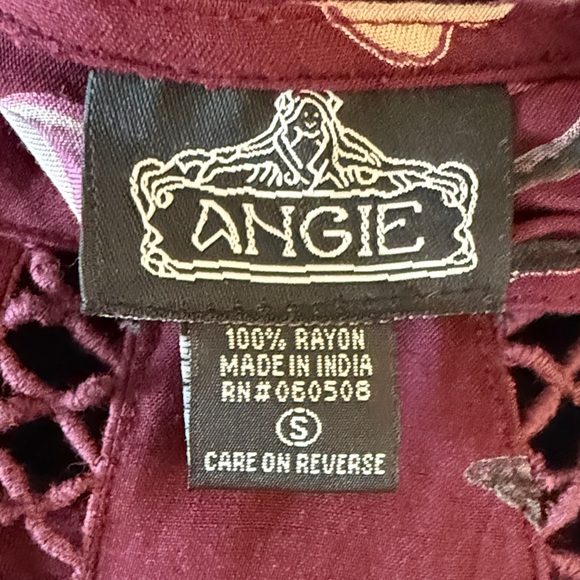 ANGIE
100% RAYON
MADE IN INDIA
RN#060508
S
CARE ON REVERSE